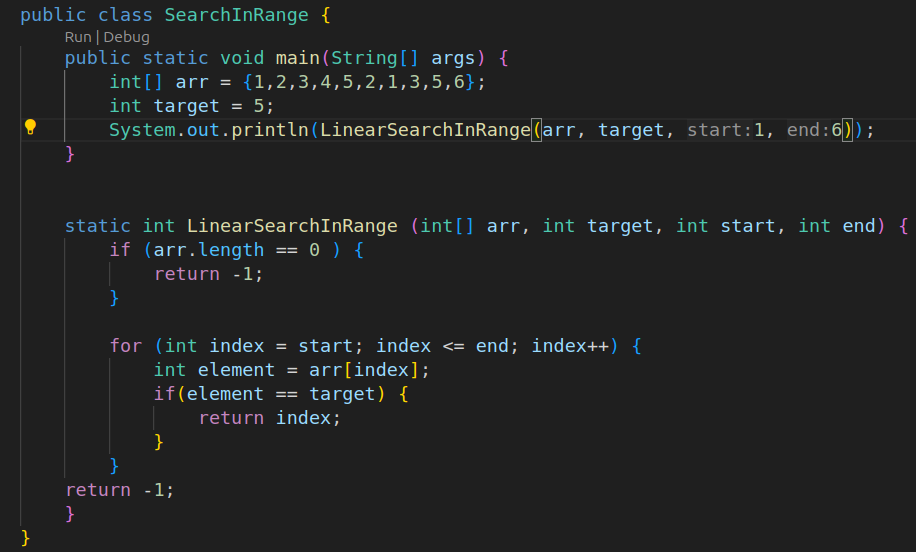 public class SearchInRange {
Run | Debug
public static void main(String[] args) {
int[] arr = {1,2,3,4,5,2,1,3,5,6};
int target = 5;
System.out.println(LinearSearchInRange(arr, target, start:1, end:6));
}
static int LinearSearchInRange (int[] arr, int target, int start, int end) {
if (arr.length == 0 ) {
return -1;
}
for (int index = start; index <= end; index++) {
int element = arr[index];
if(element == target) {
return index;
}
}
return -1;
}
}